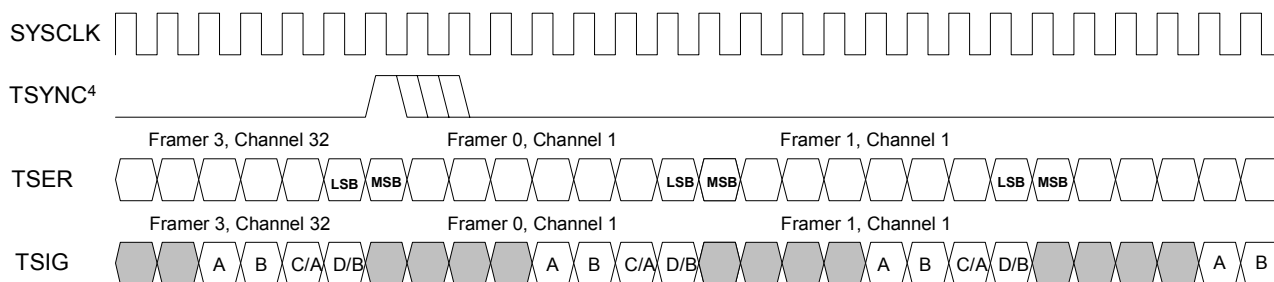 SYSCLK
TSYNC4
Framer 3, Channel 32 Framer 0, Channel 1 Framer 1, Channel 1
TSER LSB MSB LSB MSB LSB MSB
Framer 3, Channel 32 Framer 0, Channel 1 Framer 1, Channel 1
TSIG A B C/A D/B A B C/A D/B A B C/A D/B A B